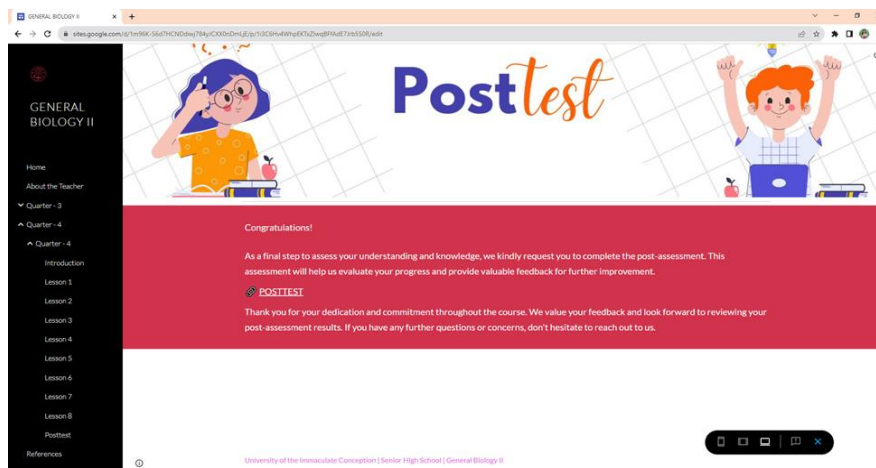 GENERAL BIOLOGY II
sites.google.com/d/1m96K-S6d7HCNDdwj784yJCXX0nDmLjE/p/1i3C6Hv4WhpEKTxZlwqBFfAdE7Jrb5S0R/edit
GENERAL
BIOLOGY II
Home
About the Teacher
Quarter - 3
Quarter - 4
Quarter - 4
Introduction
Lesson 1
Lesson 2
Lesson 3
Lesson 4
Lesson 5
Lesson 6
Lesson 7
Lesson 8
Posttest
References
Posttest
Congratulations!
As a final step to assess your understanding and knowledge, we kindly request you to complete the post-assessment. This
assessment will help us evaluate your progress and provide valuable feedback for further improvement.
POSTTEST
Thank you for your dedication and commitment throughout the course. We value your feedback and look forward to reviewing your
post-assessment results. If you have any further questions or concerns, don't hesitate to reach out to us.
University of the Immaculate Conception | Senior High School | General Biology II